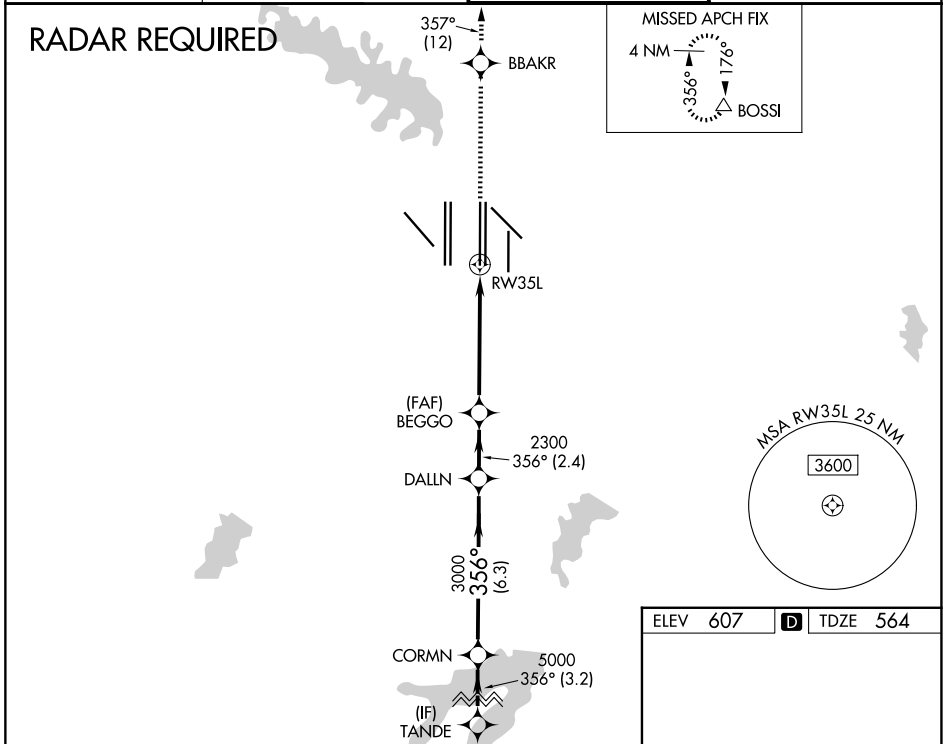 RADAR REQUIRED
357°
(12)
BBAKR
MISSED APCH FIX
4 NM
356°
176°
BOSSI
RW35L
(FAF)
BEGGO
2300
356° (2.4)
DALLN
3000
356°
(6.3)
MSA RW35L 25 NM
3600
CORMN
5000
356° (3.2)
(IF)
TANDE
ELEV 607 D TDZE 564